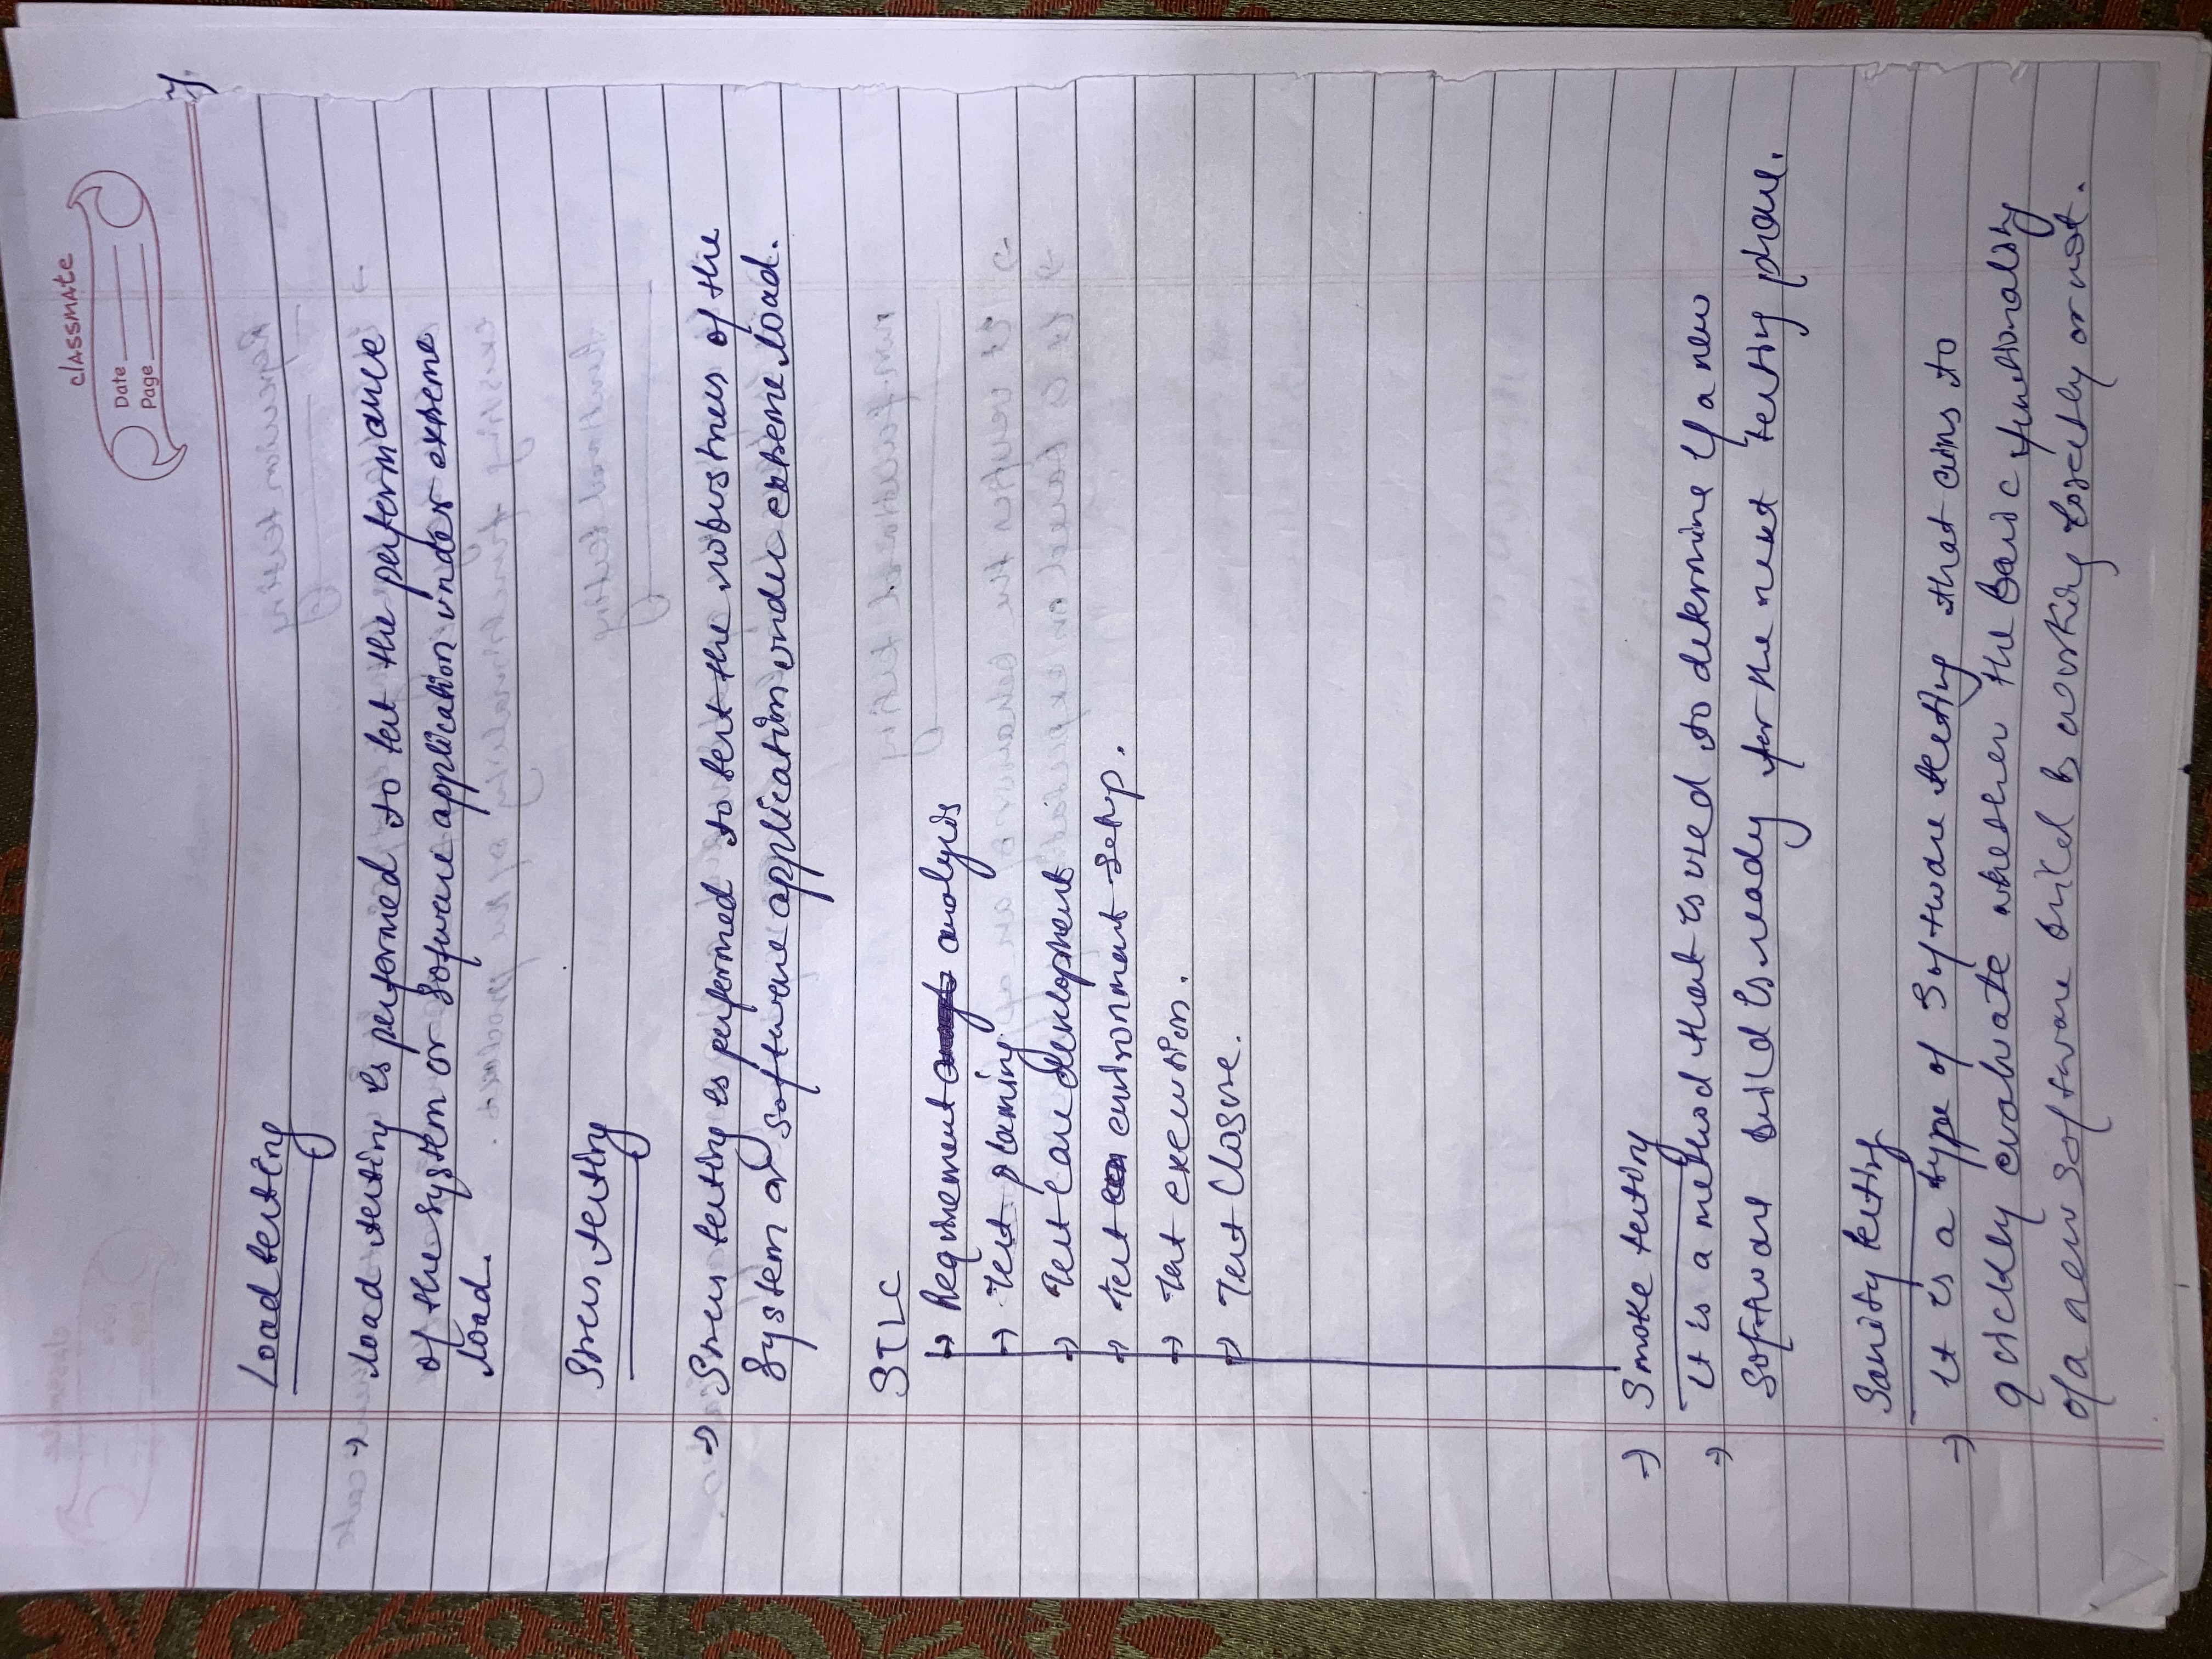 classmate
Date
Page
Load testing
→ load testing is performed to test the performance
of the system or sofware application under extreme
load.
Stress testing
→ Stress testing is performed to test the robustness of the
System or software application under extreme load.
STLC
→ Requirement analysis
→ Test planning
→ Test Case development
→ Test environment Setup.
→ Test execution.
→ Test Closure.
→ Smoke testing
→ It is a method that is used to determine if a new
Software build is ready for the next testing phase.
Sanity testing
→ It is a type of Software testing that aims to
quickly evaluate whether the basic functionality
of a new software build is working corectly or not.